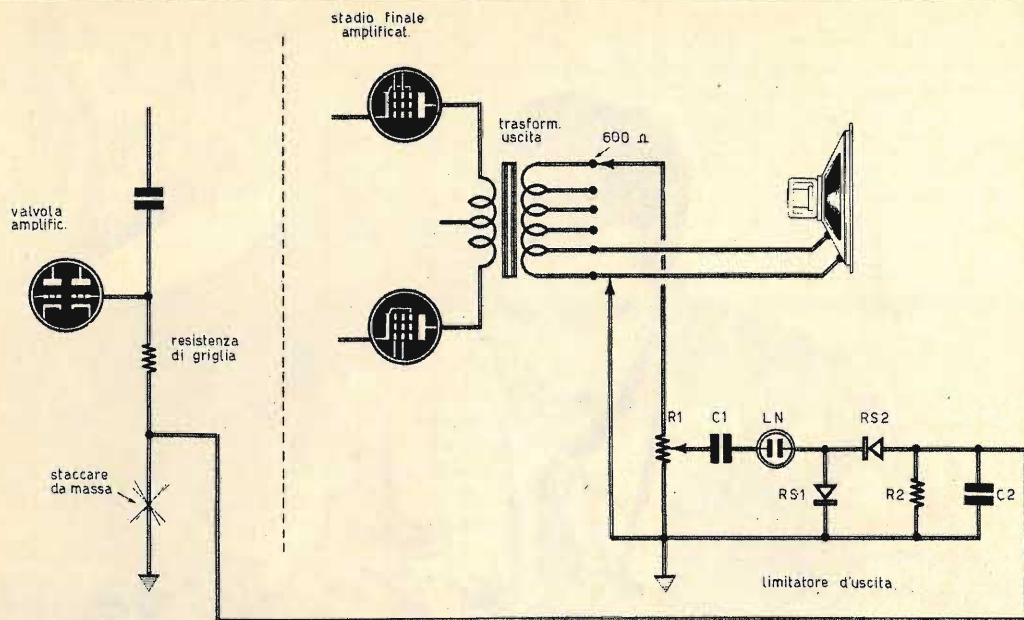 stadio finale
amplificat.
trasform.
uscita
600 Ω
valvola
amplific.
resistenza
di griglia
staccare
da massa
R1
C1
LN
RS2
RS1
R2
C2
limitatore d'uscita